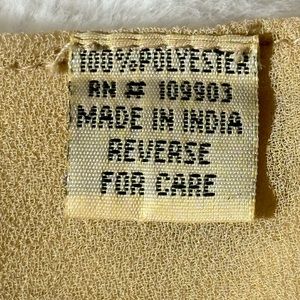 100% POLYESTER
RN # 109903
MADE IN INDIA
REVERSE
FOR CARE